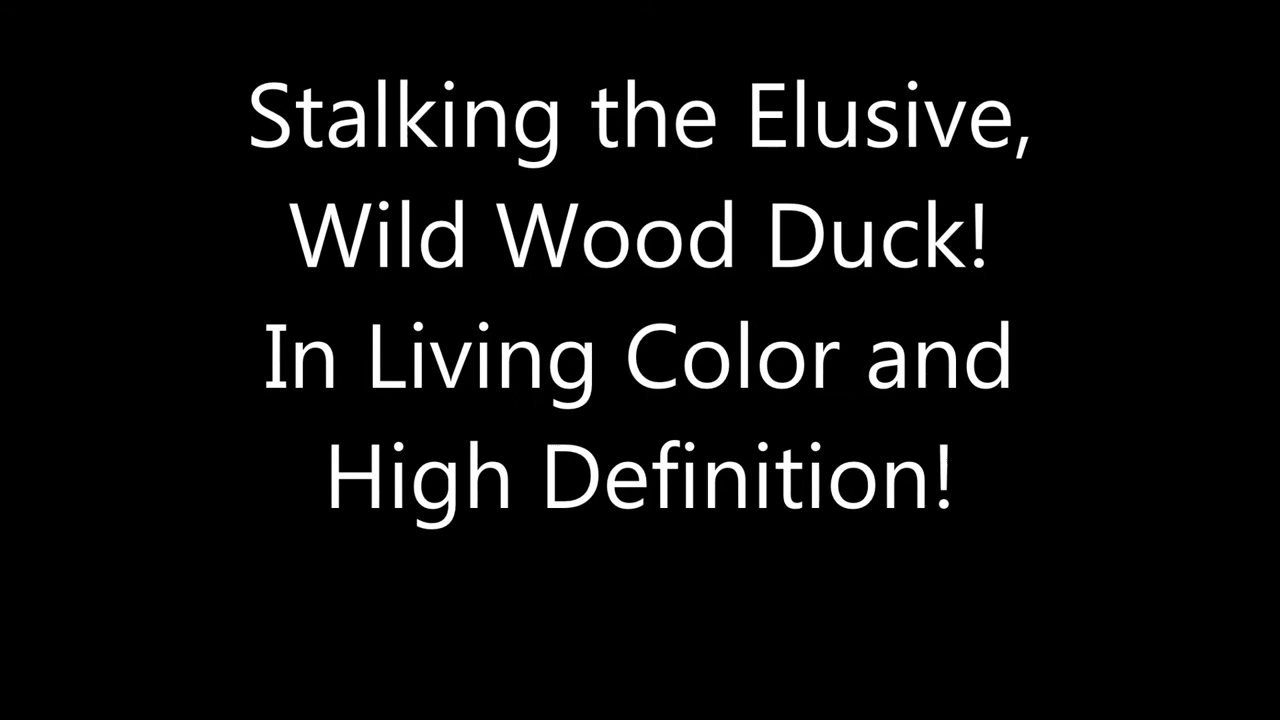 Stalking the Elusive,
Wild Wood Duck!
In Living Color and
High Definition!